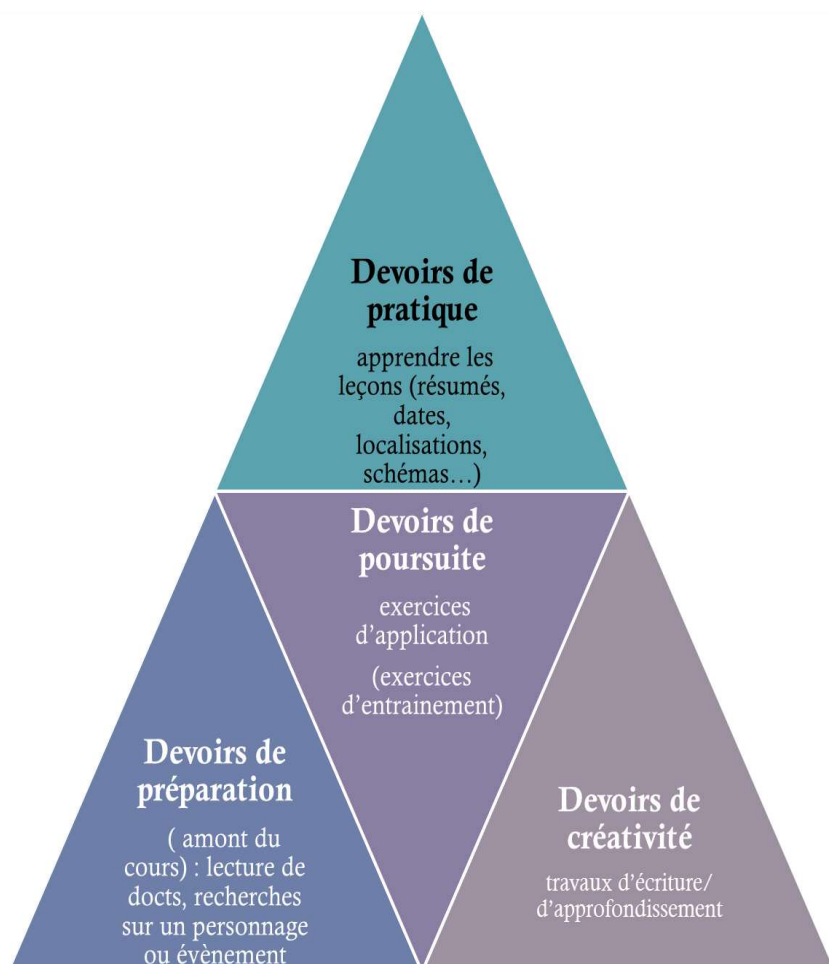 Devoirs de
pratique
apprendre les
leçons (résumés,
dates,
localisations,
schémas…)
Devoirs de
poursuite
exercices
d’application
(exercices
d’entrainement)
Devoirs de
préparation
( amont du
cours) : lecture de
docts, recherches
sur un personnage
ou évènement
Devoirs de
créativité
travaux d’écriture/
d’approfondissement